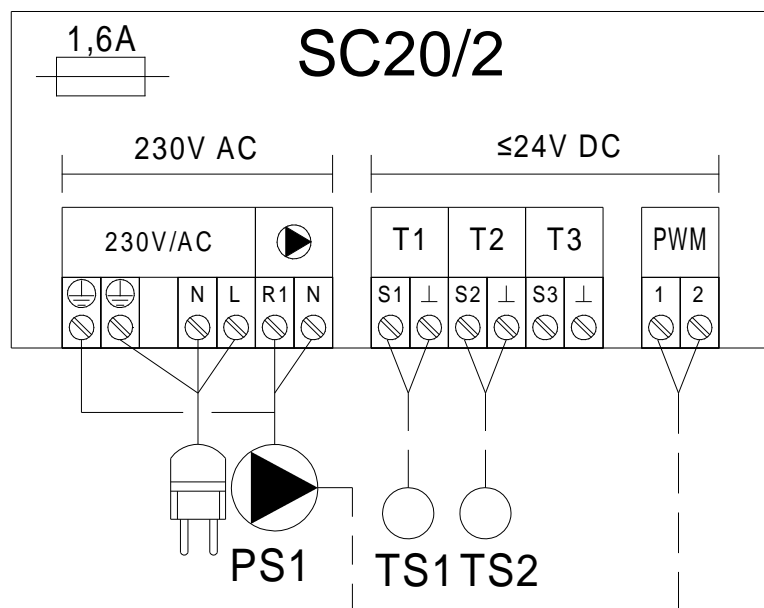 1,6A
SC20/2
230V AC
≤24V DC
230V/AC
T1 T2 T3 PWM
N L R1 N S1 ⊥ S2 ⊥ S3 ⊥ 1 2
PS1 TS1 TS2